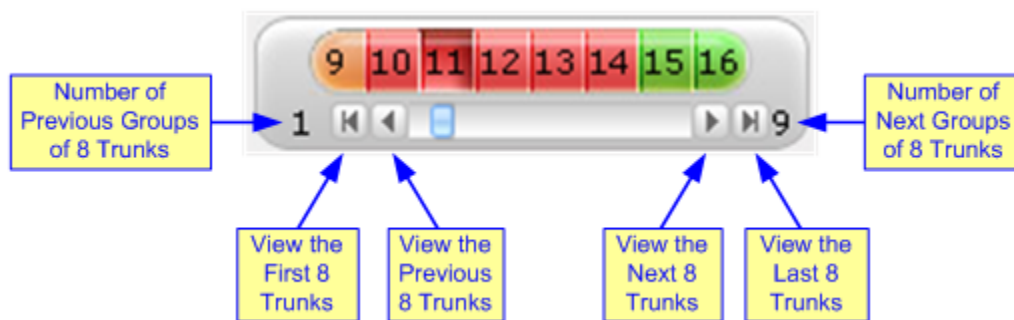 9 10 11 12 13 14 15 16
Number of
Previous Groups
of 8 Trunks
1
9
Number of
Next Groups
of 8 Trunks
View the
First 8
Trunks
View the
Previous
8 Trunks
View the
Next 8
Trunks
View the
Last 8
Trunks